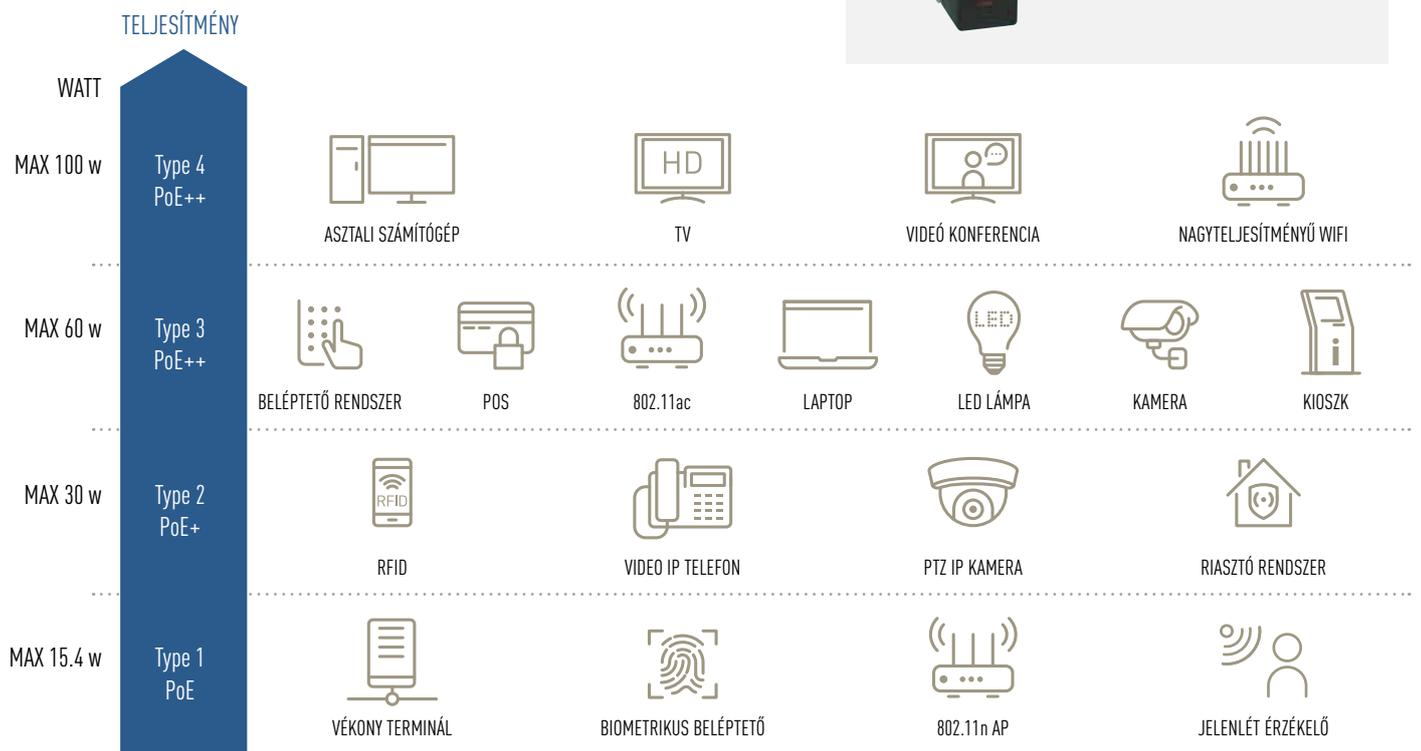 TELJESÍTMÉNY
WATT
MAX 100 w
Type 4
PoE++
HD
ASZTALI SZÁMÍTÓGÉP
TV
VIDEÓ KONFERENCIA
NAGYTELJESÍTMÉNYŰ WIFI
MAX 60 w
Type 3
PoE++
LED
i
BELÉPTETŐ RENDSZER
POS
802.11ac
LAPTOP
LED LÁMPA
KAMERA
KIOSZK
MAX 30 w
Type 2
PoE+
RFID
RFID
VIDEO IP TELEFON
PTZ IP KAMERA
RIASZTÓ RENDSZER
MAX 15.4 w
Type 1
PoE
VÉKONY TERMINÁL
BIOMETRIKUS BELÉPTETŐ
802.11n AP
JELENLÉT ÉRZÉKELŐ